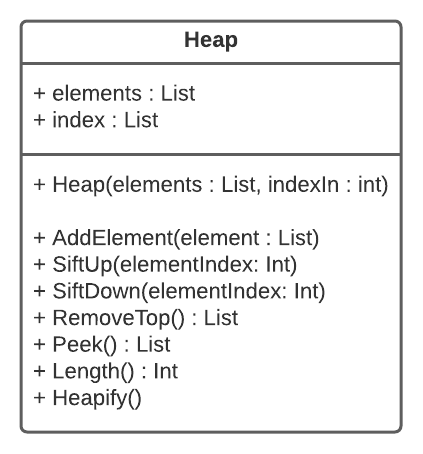 Heap
+ elements : List
+ index : List
+ Heap(elements : List, indexIn : int)
+ AddElement(element : List)
+ SiftUp(elementIndex: Int)
+ SiftDown(elementIndex: Int)
+ RemoveTop() : List
+ Peek() : List
+ Length() : Int
+ Heapify()